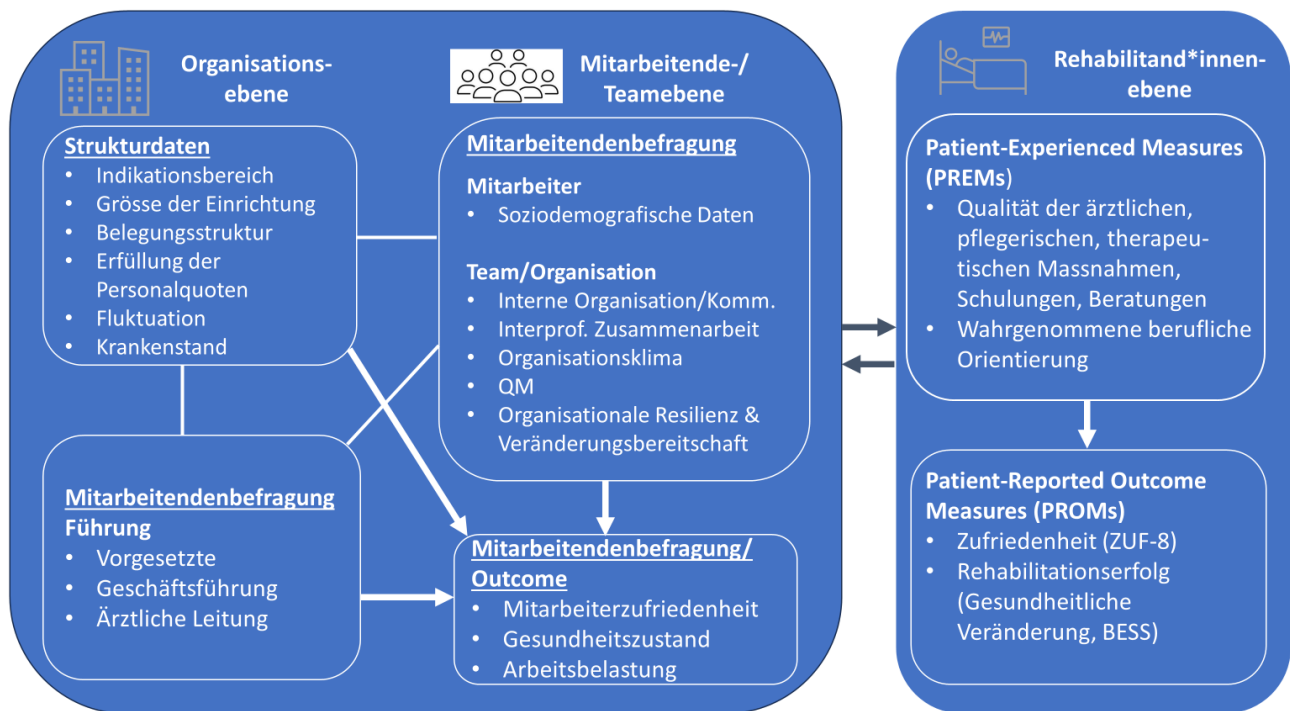 Organisations-
ebene
Strukturdaten
• Indikationsbereich
• Grösse der Einrichtung
• Belegungsstruktur
• Erfüllung der
Personalquoten
• Fluktuation
• Krankenstand
Mitarbeitendenbefragung
Führung
• Vorgesetzte
• Geschäftsführung
• Ärztliche Leitung
Mitarbeitende-/
Teamebene
Mitarbeitendenbefragung
Mitarbeiter
• Soziodemografische Daten
Team/Organisation
• Interne Organisation/Komm.
• Interprof. Zusammenarbeit
• Organisationsklima
• QM
• Organisationale Resilienz &
Veränderungsbereitschaft
Mitarbeitendenbefragung/
Outcome
• Mitarbeiterzufriedenheit
• Gesundheitszustand
• Arbeitsbelastung
Rehabilitand*innen-
ebene
Patient-Experienced Measures
(PREMs)
• Qualität der ärztlichen,
pflegerischen, therapeu-
tischen Massnahmen,
Schulungen, Beratungen
• Wahrgenommene berufliche
Orientierung
Patient-Reported Outcome
Measures (PROMs)
• Zufriedenheit (ZUF-8)
• Rehabilitationserfolg
(Gesundheitliche
Veränderung, BESS)